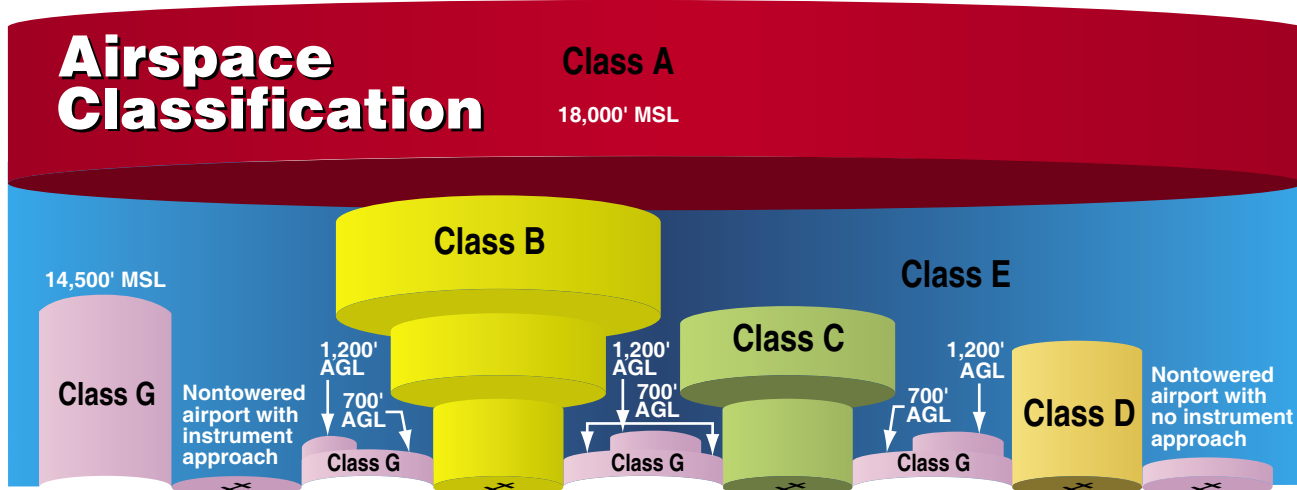 Airspace
Classification
Class A
18,000' MSL
Class B
Class E
14,500' MSL
Class C
1,200'
AGL
1,200'
AGL
1,200'
AGL
Class G
Nontowered
airport with
instrument
approach
700'
AGL
700'
AGL
700'
AGL
Class D
Nontowered
airport with
no instrument
approach
Class G
Class G
Class G